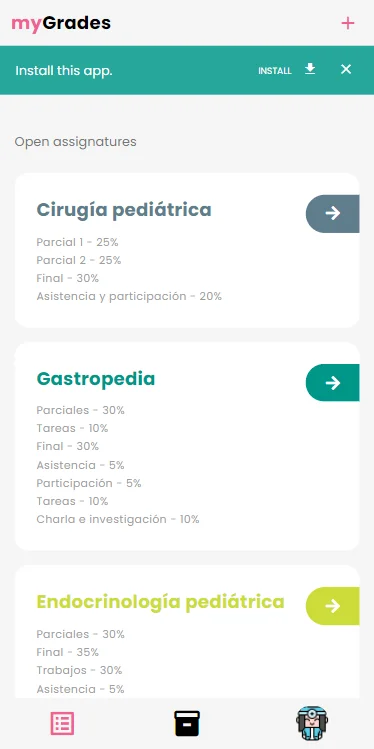 myGrades
Install this app.
INSTALL
Open assignatures
Cirugía pediátrica
Parcial 1 - 25%
Parcial 2 - 25%
Final - 30%
Asistencia y participación - 20%
Gastropedia
Parciales - 30%
Tareas - 10%
Final - 30%
Asistencia - 5%
Participación - 5%
Tareas - 10%
Charla e investigación - 10%
Endocrinología pediátrica
Parciales - 30%
Final - 35%
Trabajos - 30%
Asistencia - 5%